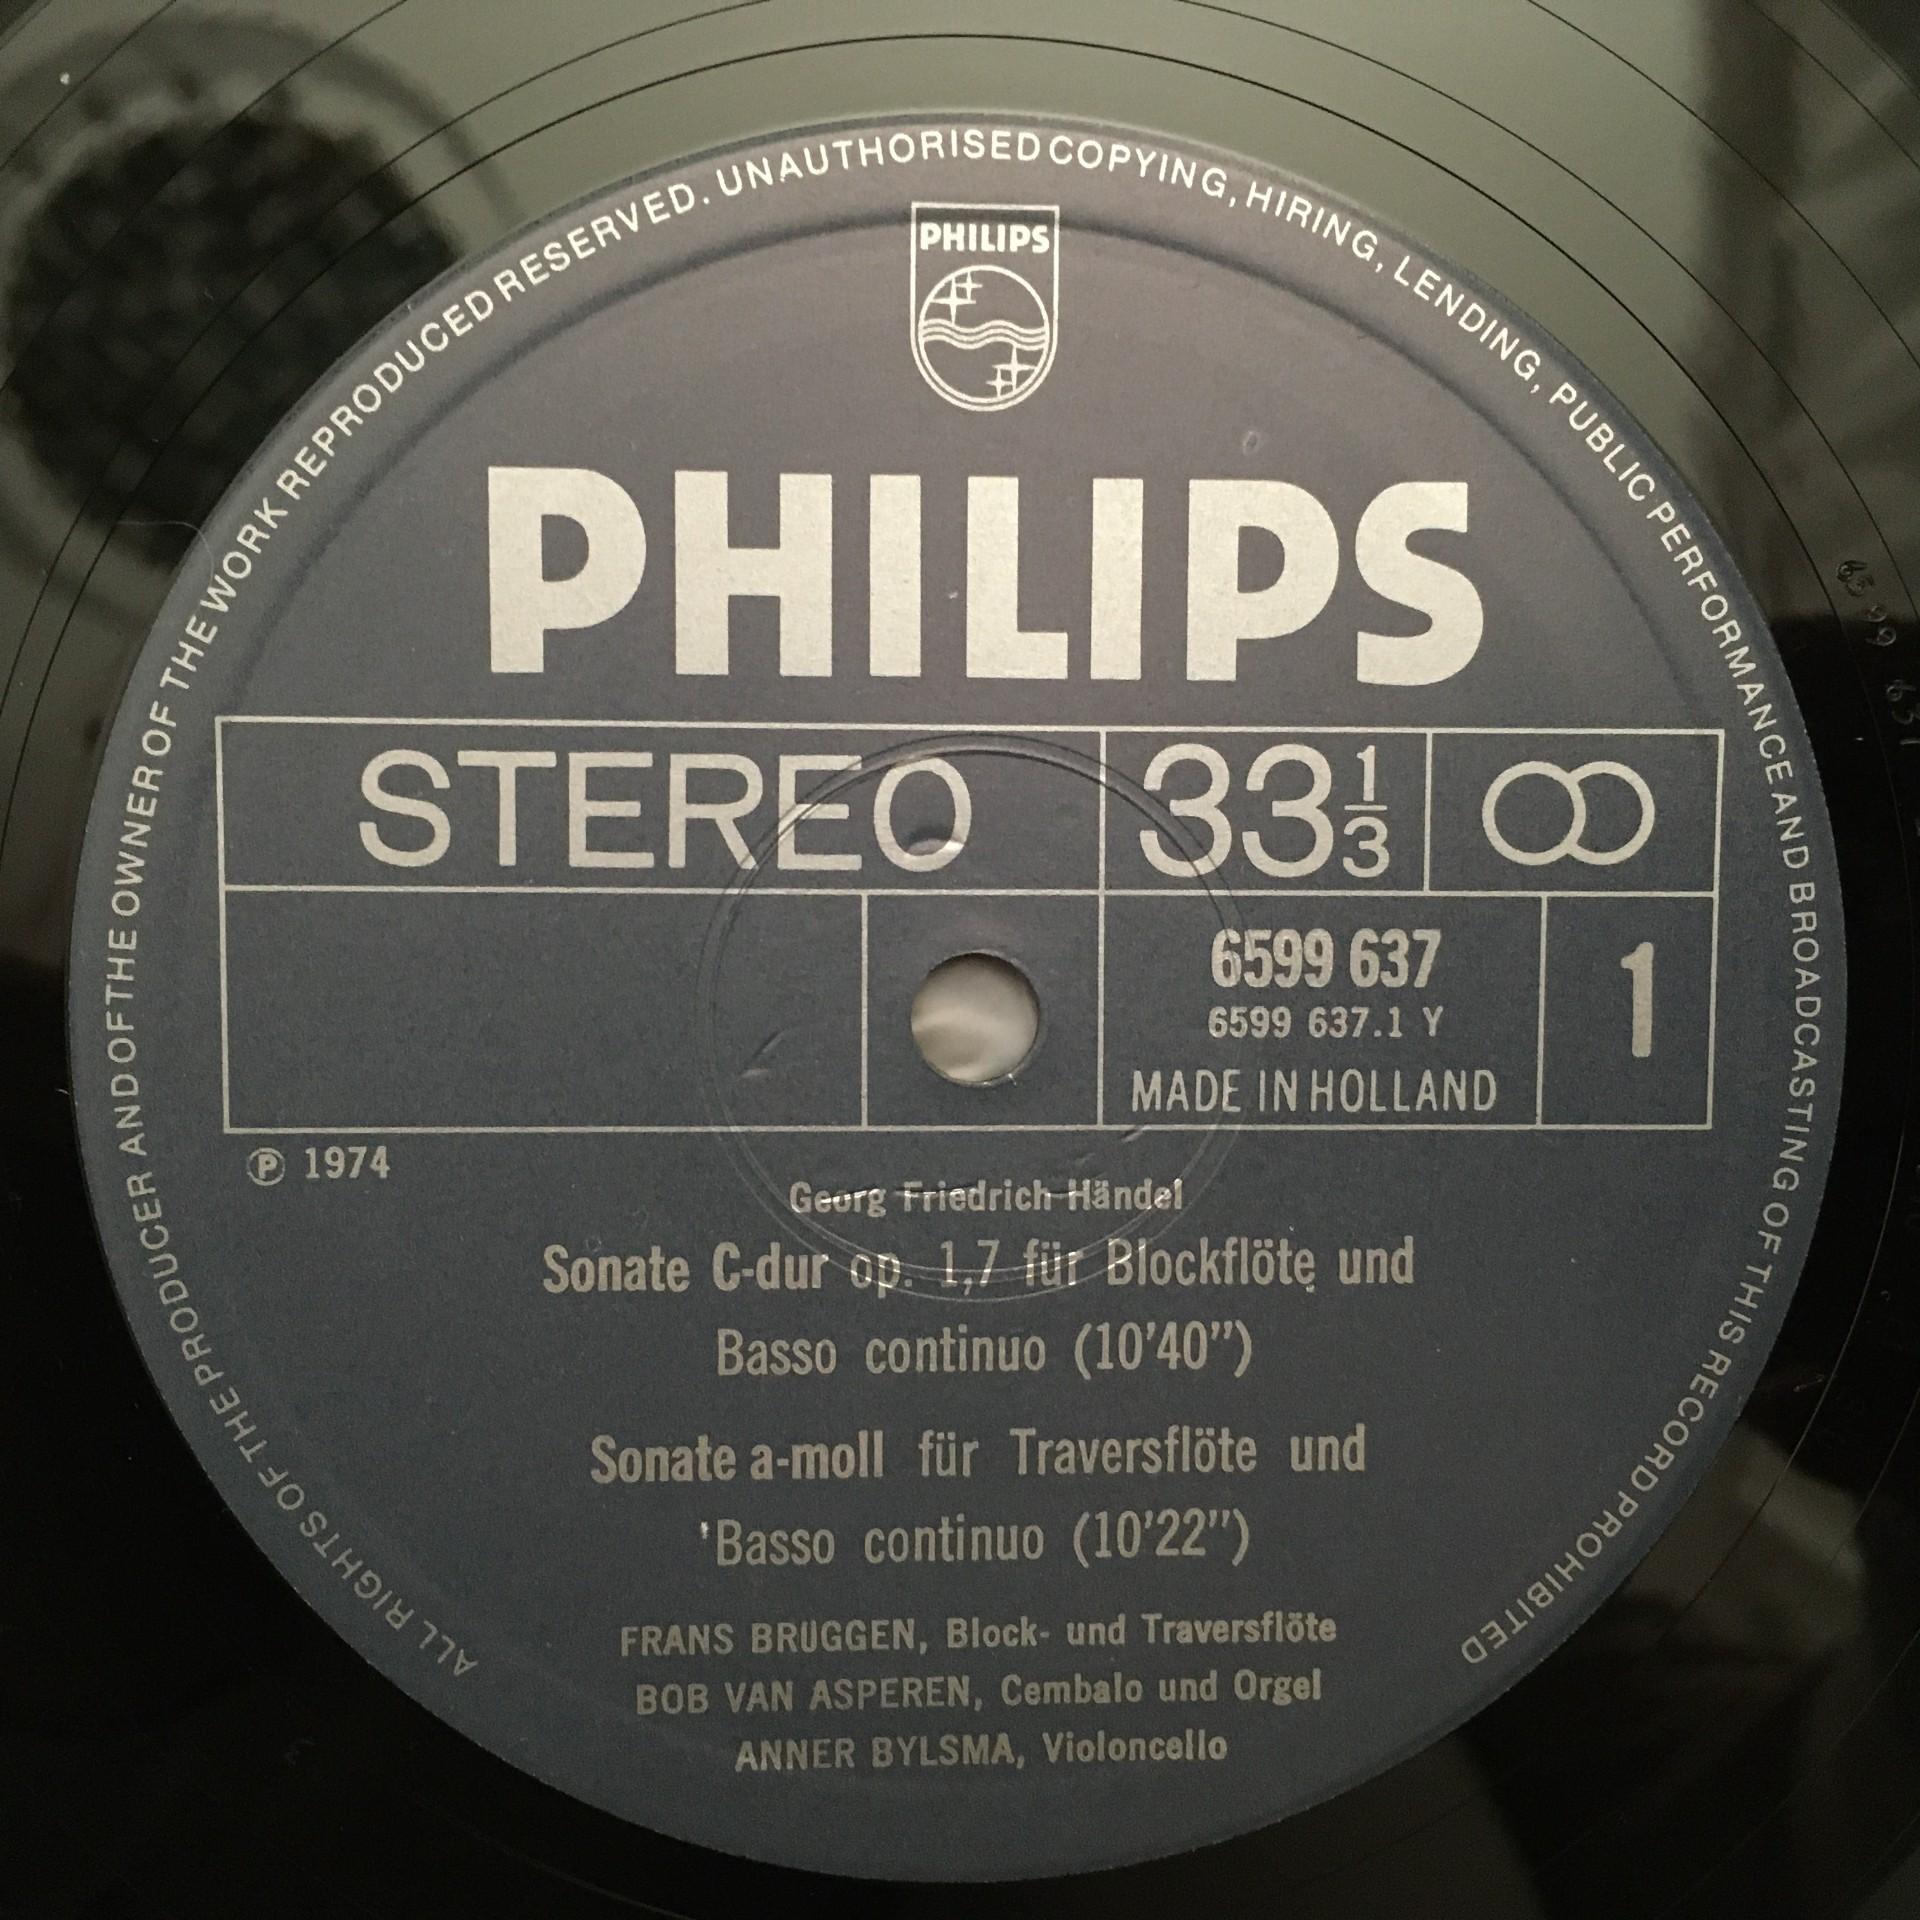 ALL RIGHTS OF THE PRODUCER AND OF THE OWNER OF THE WORK REPRODUCED RESERVED. UNAUTHORISED COPYING, HIRING, LENDING, PUBLIC PERFORMANCE AND BROADCASTING OF THIS RECORD PROHIBITED
PHILIPS
PHILIPS
STEREO 33 1/3
6599 637 1
6599 637.1 Y
MADE IN HOLLAND
℗ 1974
Georg Friedrich Händel
Sonate C-dur op. 1,7 für Blockflöte und
Basso continuo (10'40")
Sonate a-moll für Traversflöte und
Basso continuo (10'22")
FRANS BRUGGEN, Block- und Traversflöte
BOB VAN ASPEREN, Cembalo und Orgel
ANNER BYLSMA, Violoncello